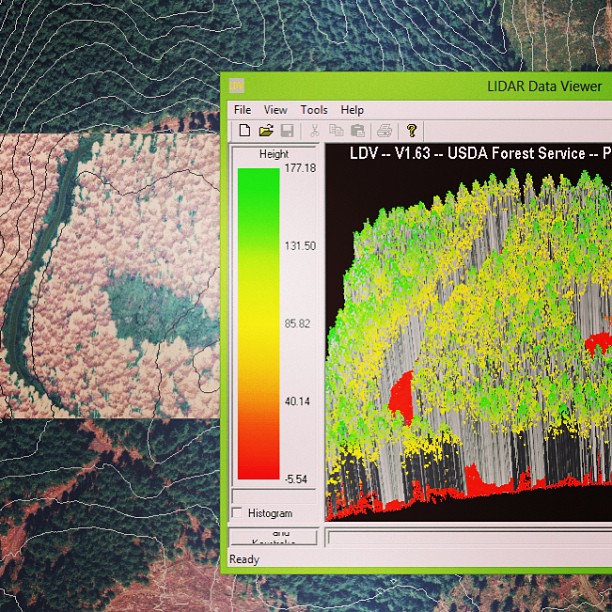 LIDAR Data Viewer
File View Tools Help
Height
LDV -- V1.63 -- USDA Forest Service -- P
177.18
131.50
85.82
40.14
-5.54
Histogram
and
Ready